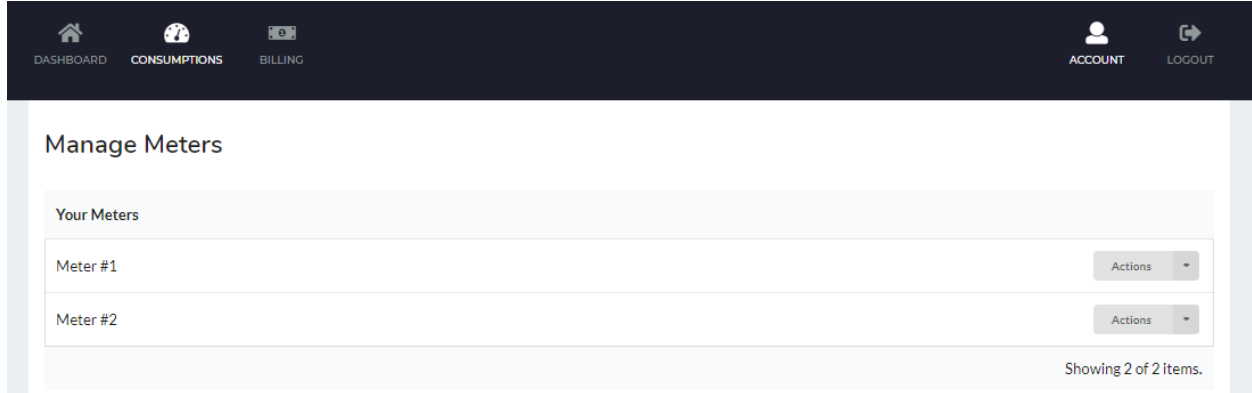 DASHBOARD CONSUMPTIONS BILLING ACCOUNT LOGOUT
Manage Meters
Your Meters
Meter #1 Actions
Meter #2 Actions
Showing 2 of 2 items.